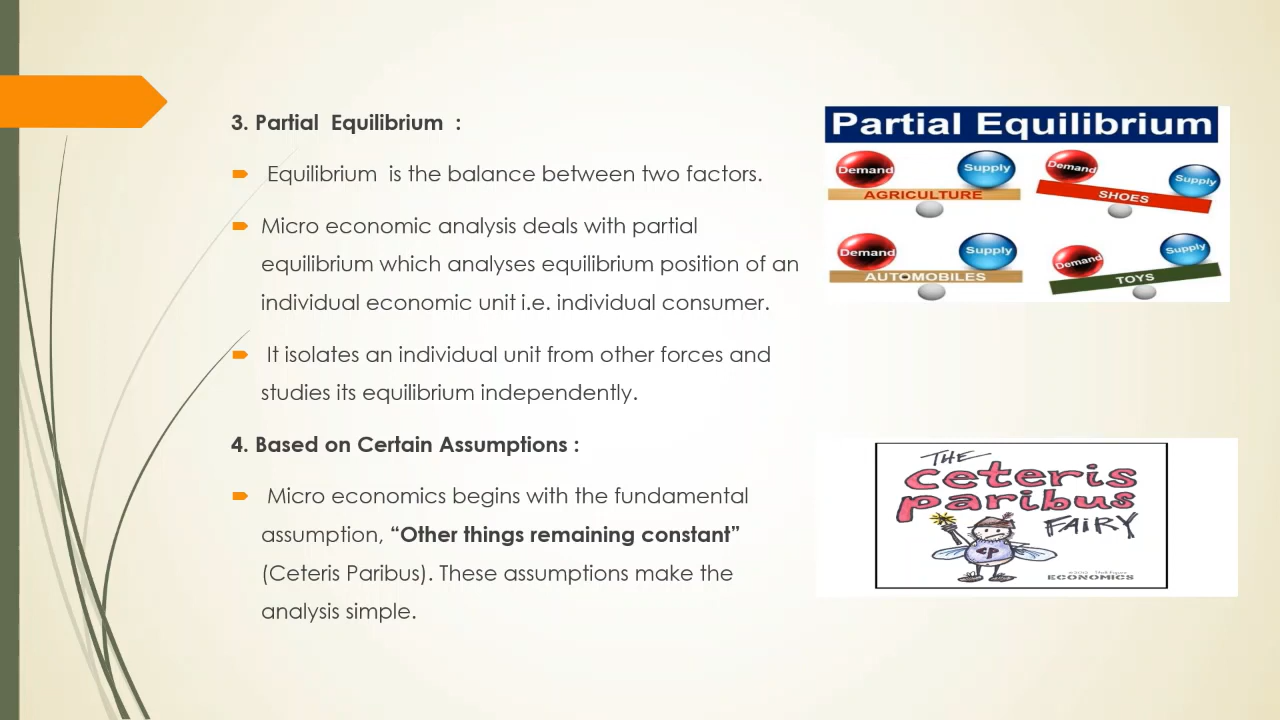 3. Partial  Equilibrium  :
Equilibrium  is the balance between two factors.
Micro economic analysis deals with partial
equilibrium which analyses equilibrium position of an
individual economic unit i.e. individual consumer.
It isolates an individual unit from other forces and
studies its equilibrium independently.
4. Based on Certain Assumptions :
Micro economics begins with the fundamental
assumption, “Other things remaining constant”
(Ceteris Paribus). These assumptions make the
analysis simple.
Partial Equilibrium
Demand Supply
AGRICULTURE
Demand Supply
SHOES
Demand Supply
AUTOMOBILES
Demand Supply
TOYS
THE
ceteris
paribus
FAIRY
CP
ECONOMICS